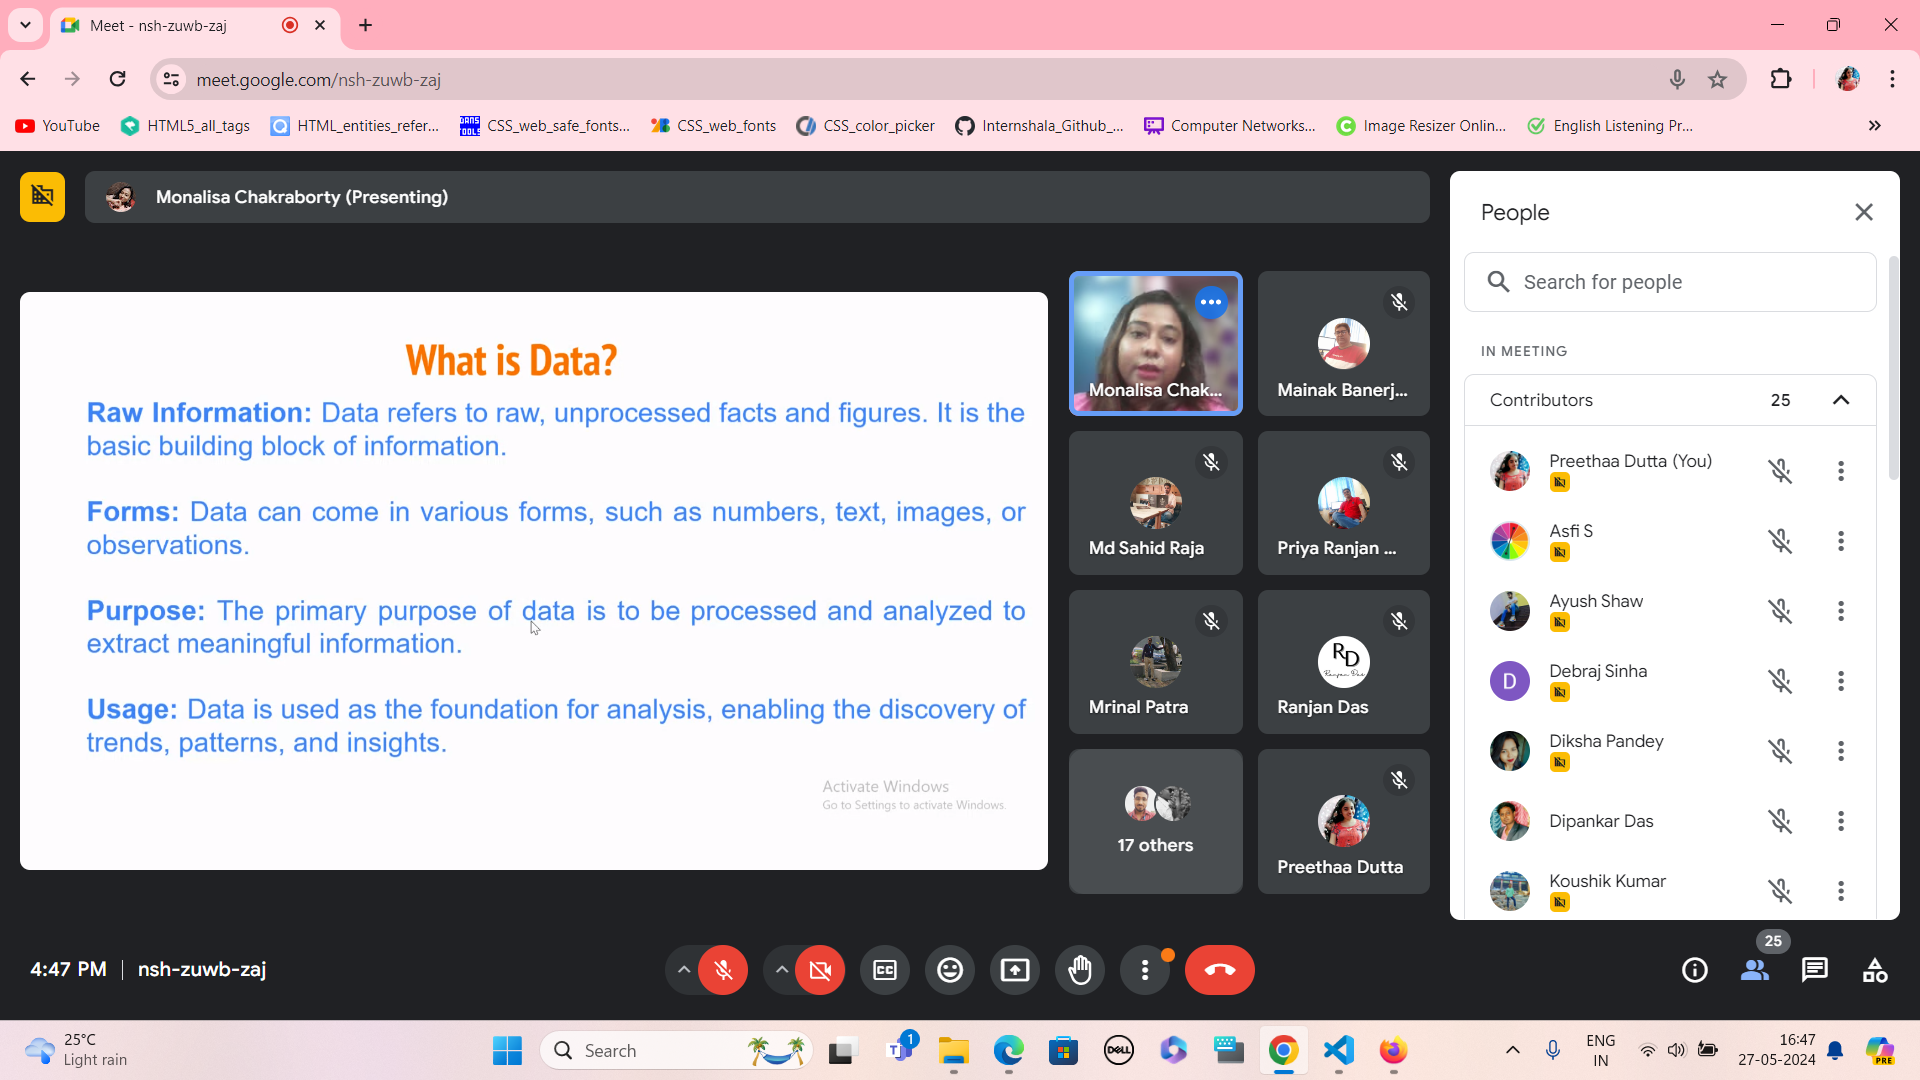 Meet - nsh-zuwb-zaj
meet.google.com/nsh-zuwb-zaj
YouTube
HTML5_all_tags
HTML_entities_refer...
CSS_web_safe_fonts...
CSS_web_fonts
CSS_color_picker
Internshala_Github_...
Computer Networks...
Image Resizer Onlin...
English Listening Pr...
Monalisa Chakraborty (Presenting)
What is Data?
Raw Information: Data refers to raw, unprocessed facts and figures. It is the
basic building block of information.
Forms: Data can come in various forms, such as numbers, text, images, or
observations.
Purpose: The primary purpose of data is to be processed and analyzed to
extract meaningful information.
Usage: Data is used as the foundation for analysis, enabling the discovery of
trends, patterns, and insights.
Activate Windows
Go to Settings to activate Windows.
Monalisa Chak...
Mainak Banerj...
Md Sahid Raja
Priya Ranjan ...
Mrinal Patra
RD
Ranjan Das
Ranjan Das
17 others
Preethaa Dutta
People
Search for people
IN MEETING
Contributors 25
Preethaa Dutta (You)
Asfi S
Ayush Shaw
D
Debraj Sinha
Diksha Pandey
Dipankar Das
Koushik Kumar
4:47 PM | nsh-zuwb-zaj
CC
25
25°C
Light rain
Search
T
1
DELL
ENG
IN
16:47
27-05-2024
PRE